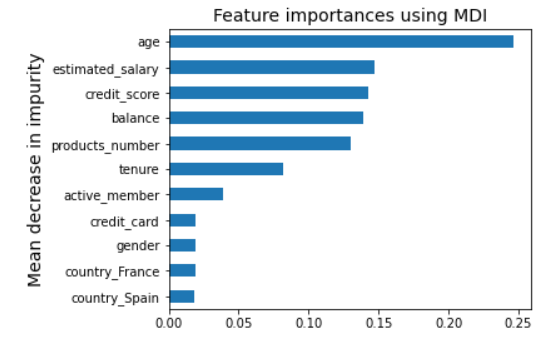 Feature importances using MDI
Mean decrease in impurity
age
estimated_salary
credit_score
balance
products_number
tenure
active_member
credit_card
gender
country_France
country_Spain
0.00 0.05 0.10 0.15 0.20 0.25